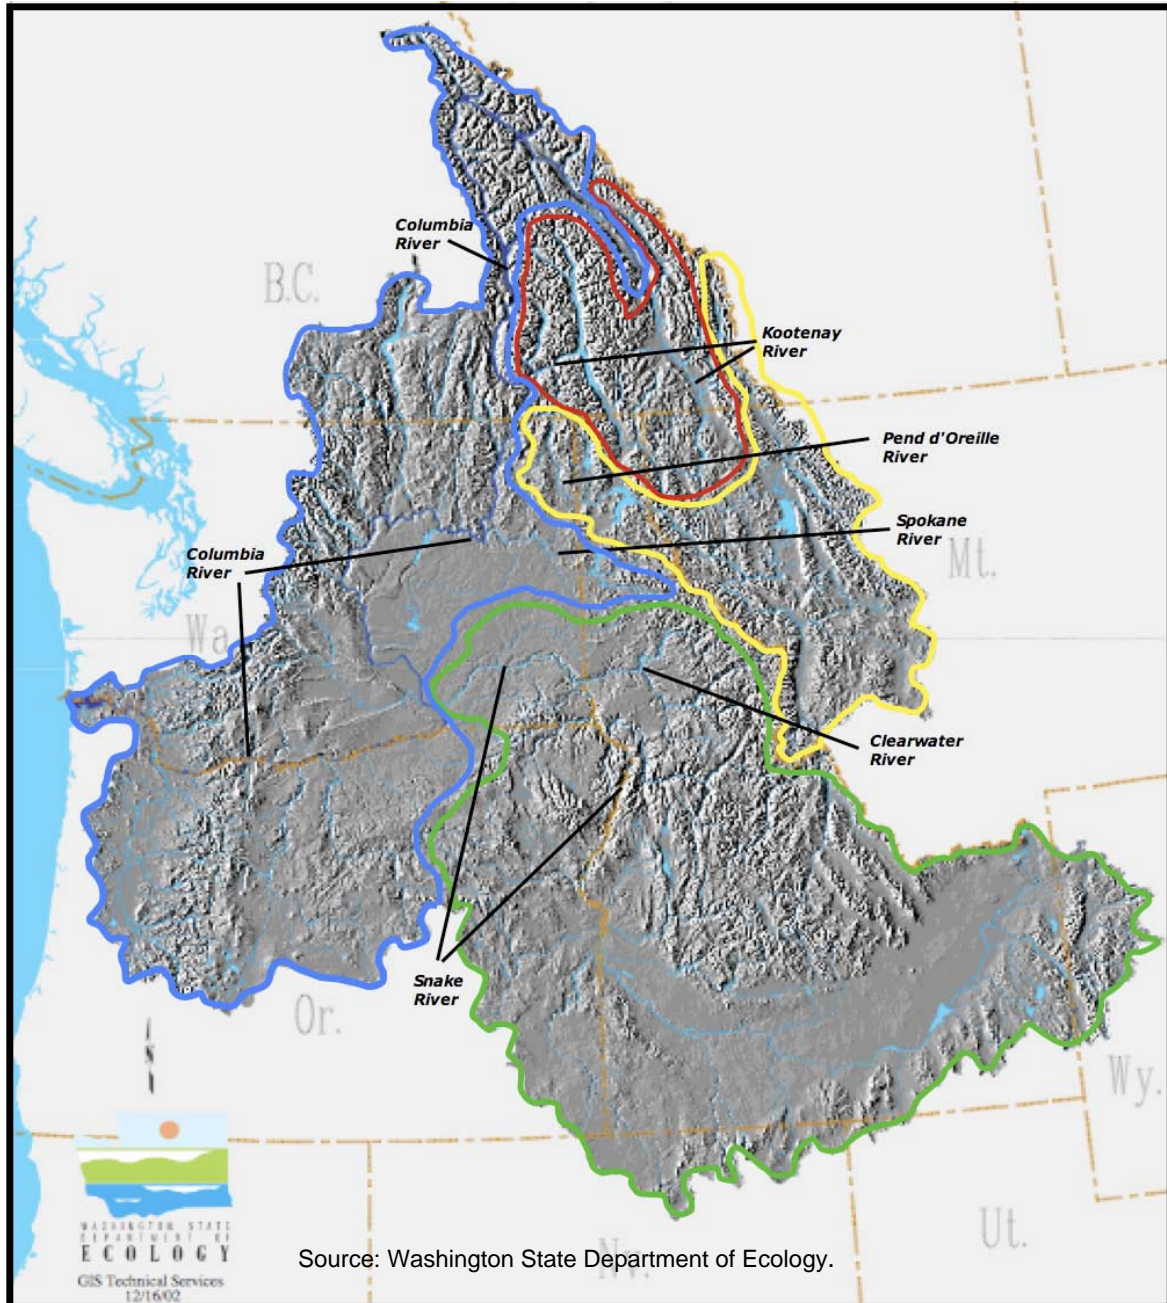 Columbia
River
B.C.
Kootenay
River
Pend d'Oreille
River
Spokane
River
Columbia
River
Mt.
Wa.
Clearwater
River
Snake
River
Or.
N
Wy.
WASHINGTON STATE
DEPARTMENT OF
ECOLOGY
GIS Technical Services
12/16/02
Source: Washington State Department of Ecology.
Nv.
Ut.